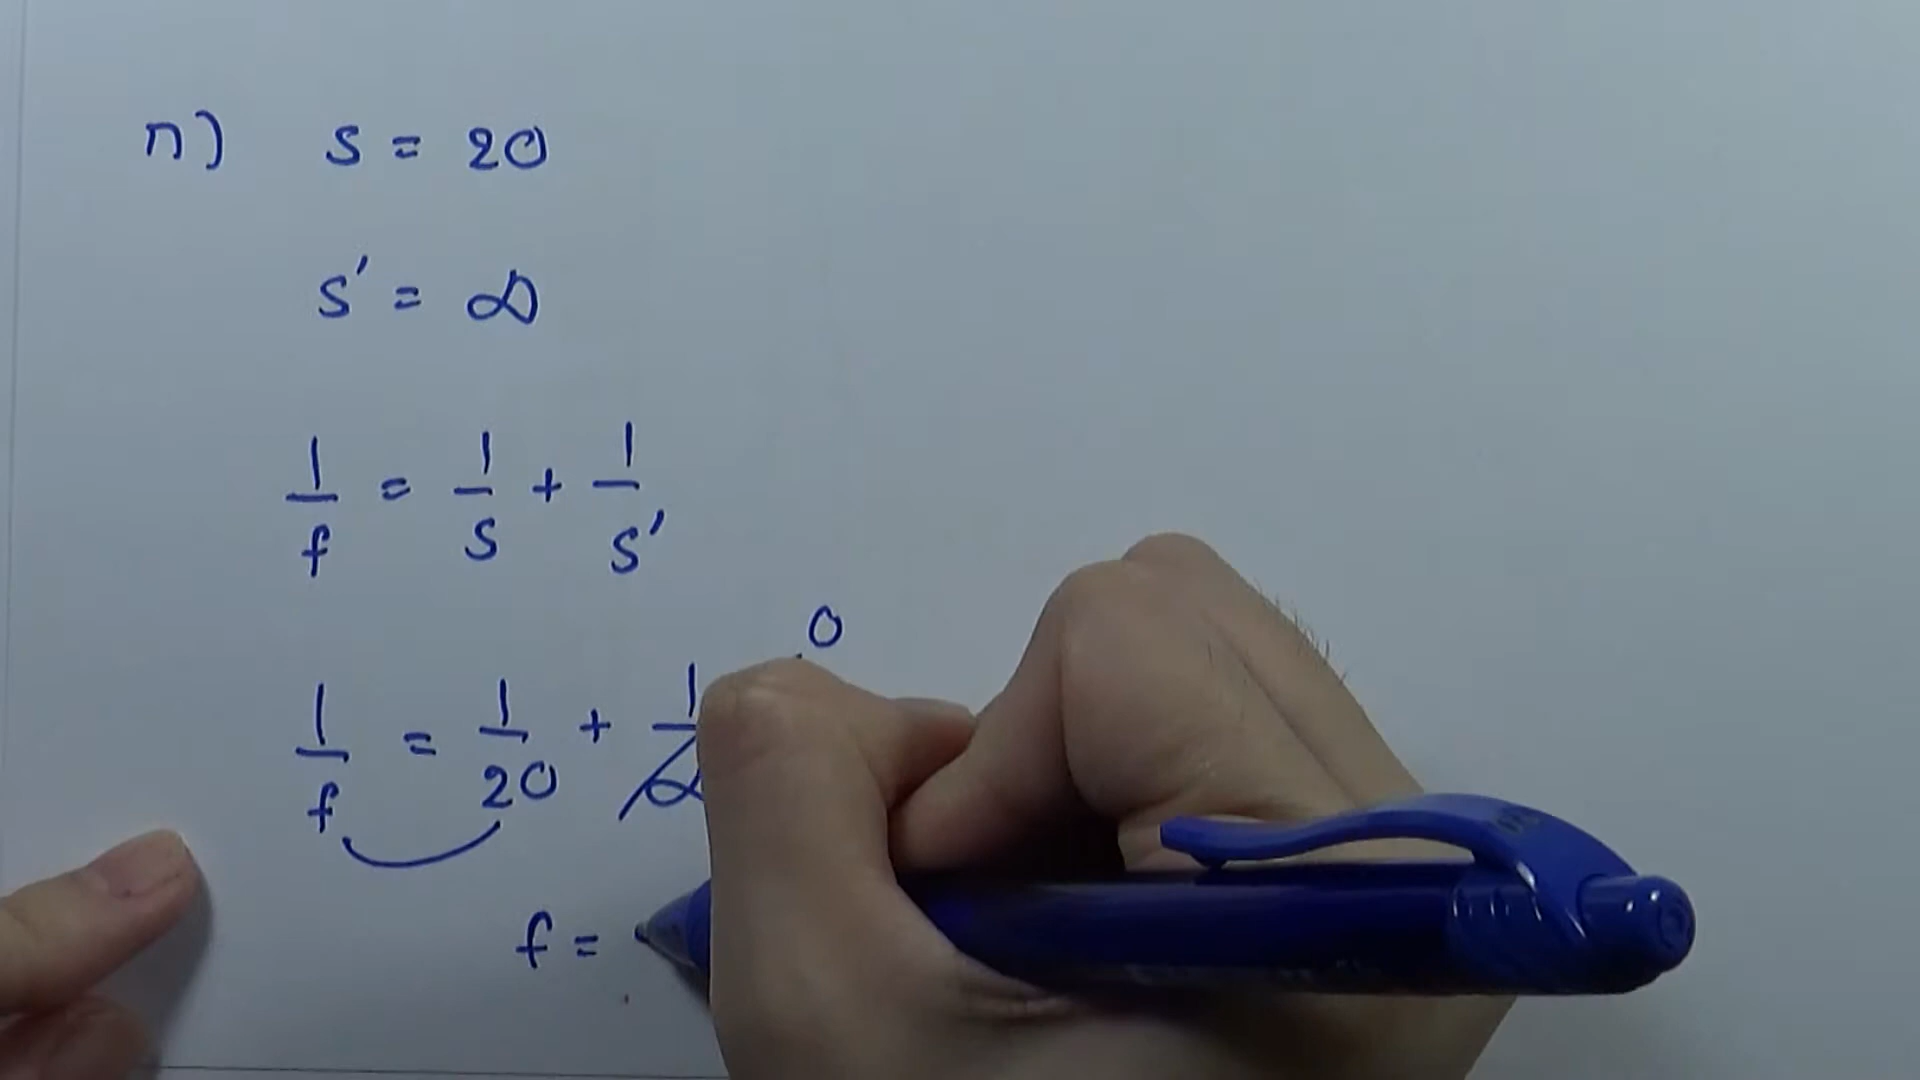 ก) s = 20
s' = ∞
1/f = 1/s + 1/s'
0
1/f = 1/20 + 1/∞
f =